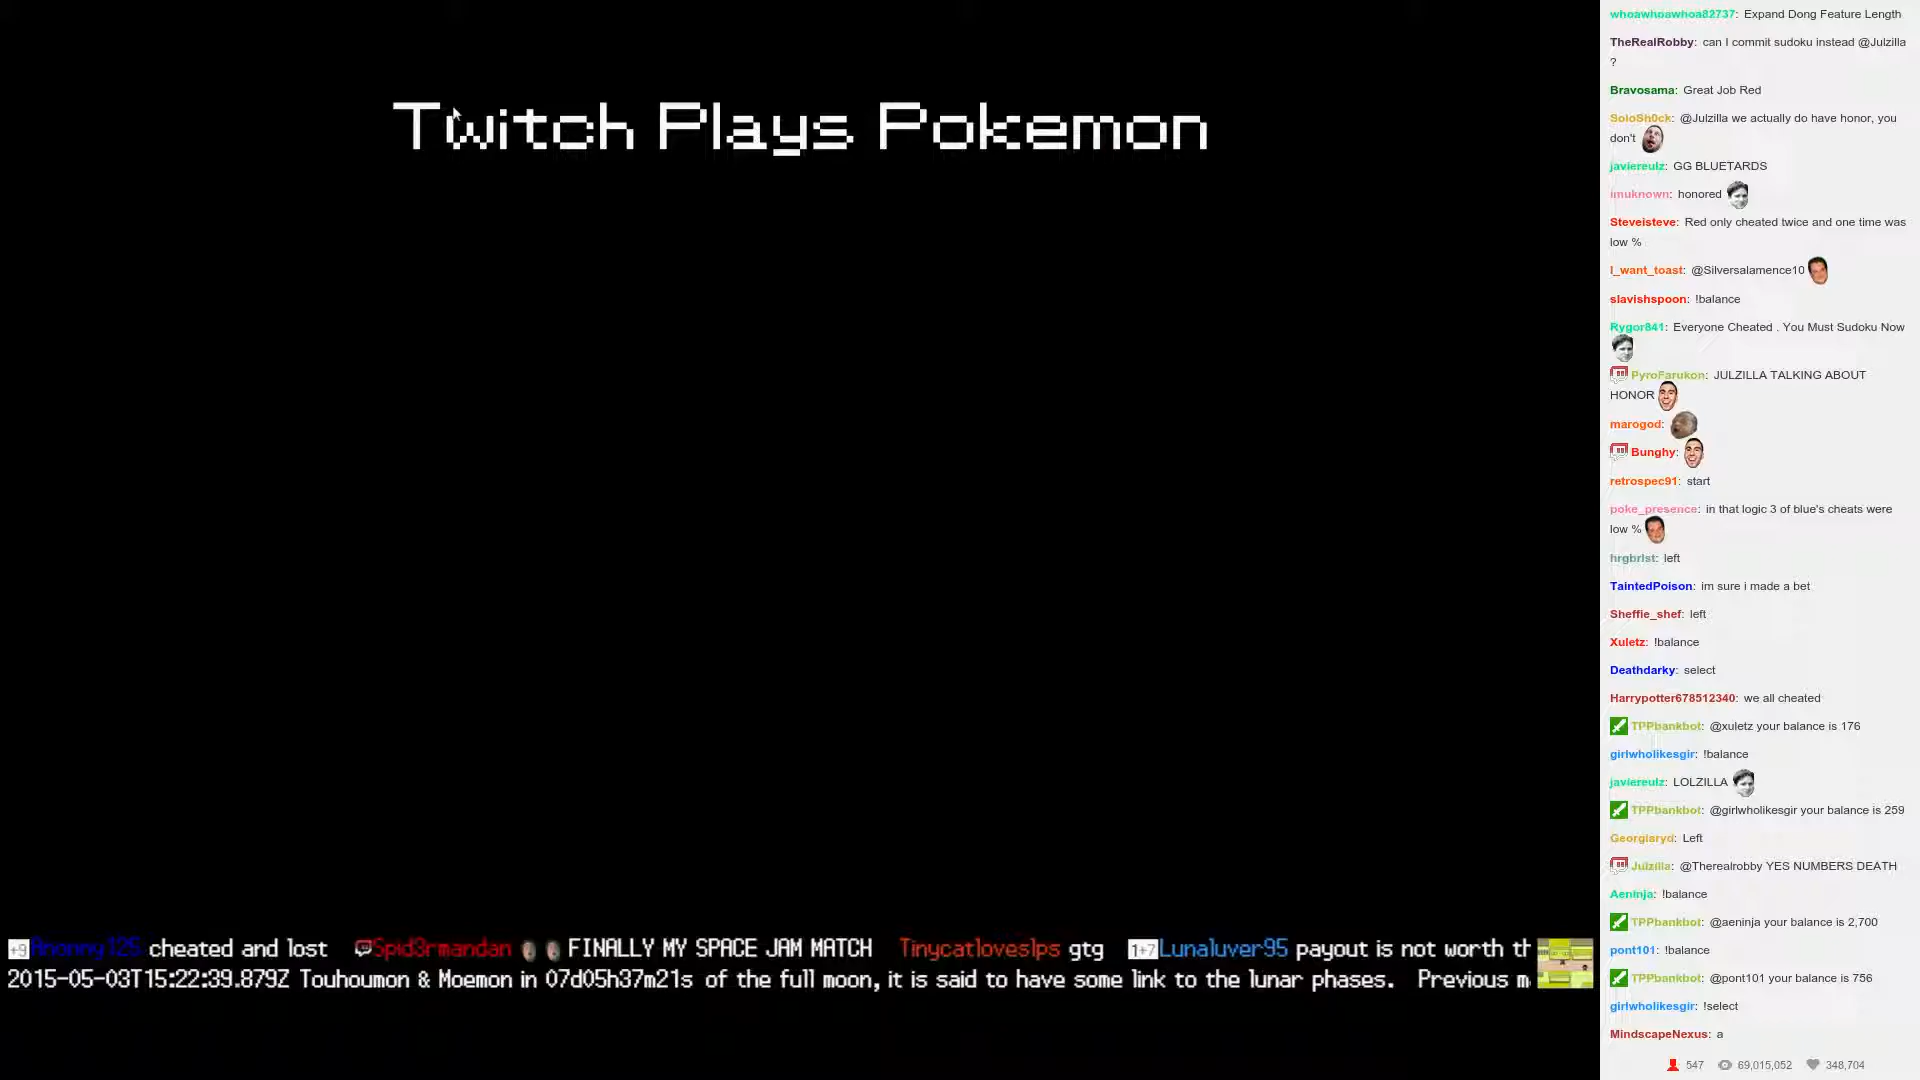 Twitch Plays Pokemon
+9 Anonny125 cheated and lost Spid3rmandan FINALLY MY SPACE JAM MATCH Tinycatloveslps gtg 1+7 Lunaluver95 payout is not worth th
2015-05-03T15:22:39.879Z Touhoumon & Moemon in 07d05h37m21s of the full moon, it is said to have some link to the lunar phases. Previous m
whoawhoawhoa82737: Expand Dong Feature Length
TheRealRobby: can I commit sudoku instead @Julzilla
?
Bravosama: Great Job Red
SoloSh0ck: @Julzilla we actually do have honor, you
don't
javiereulz: GG BLUETARDS
imuknown: honored
Steveisteve: Red only cheated twice and one time was
low %
I_want_toast: @Silversalamence10
slavishspoon: !balance
Rygor841: Everyone Cheated . You Must Sudoku Now
PyroFarukon: JULZILLA TALKING ABOUT
HONOR
marogod:
Bunghy:
retrospec91: start
poke_presence: in that logic 3 of blue's cheats were
low %
hrgbrlst: left
TaintedPoison: im sure i made a bet
Sheffie_shef: left
Xuletz: !balance
Deathdarky: select
Harrypotter678512340: we all cheated
TPPbankbot: @xuletz your balance is 176
girlwholikesgir: !balance
javiereulz: LOLZILLA
TPPbankbot: @girlwholikesgir your balance is 259
Georgiaryd: Left
Julzilla: @Therealrobby YES NUMBERS DEATH
Aeninja: !balance
TPPbankbot: @aeninja your balance is 2,700
pont101: !balance
TPPbankbot: @pont101 your balance is 756
girlwholikesgir: !select
MindscapeNexus: a
547 69,015,052 348,704